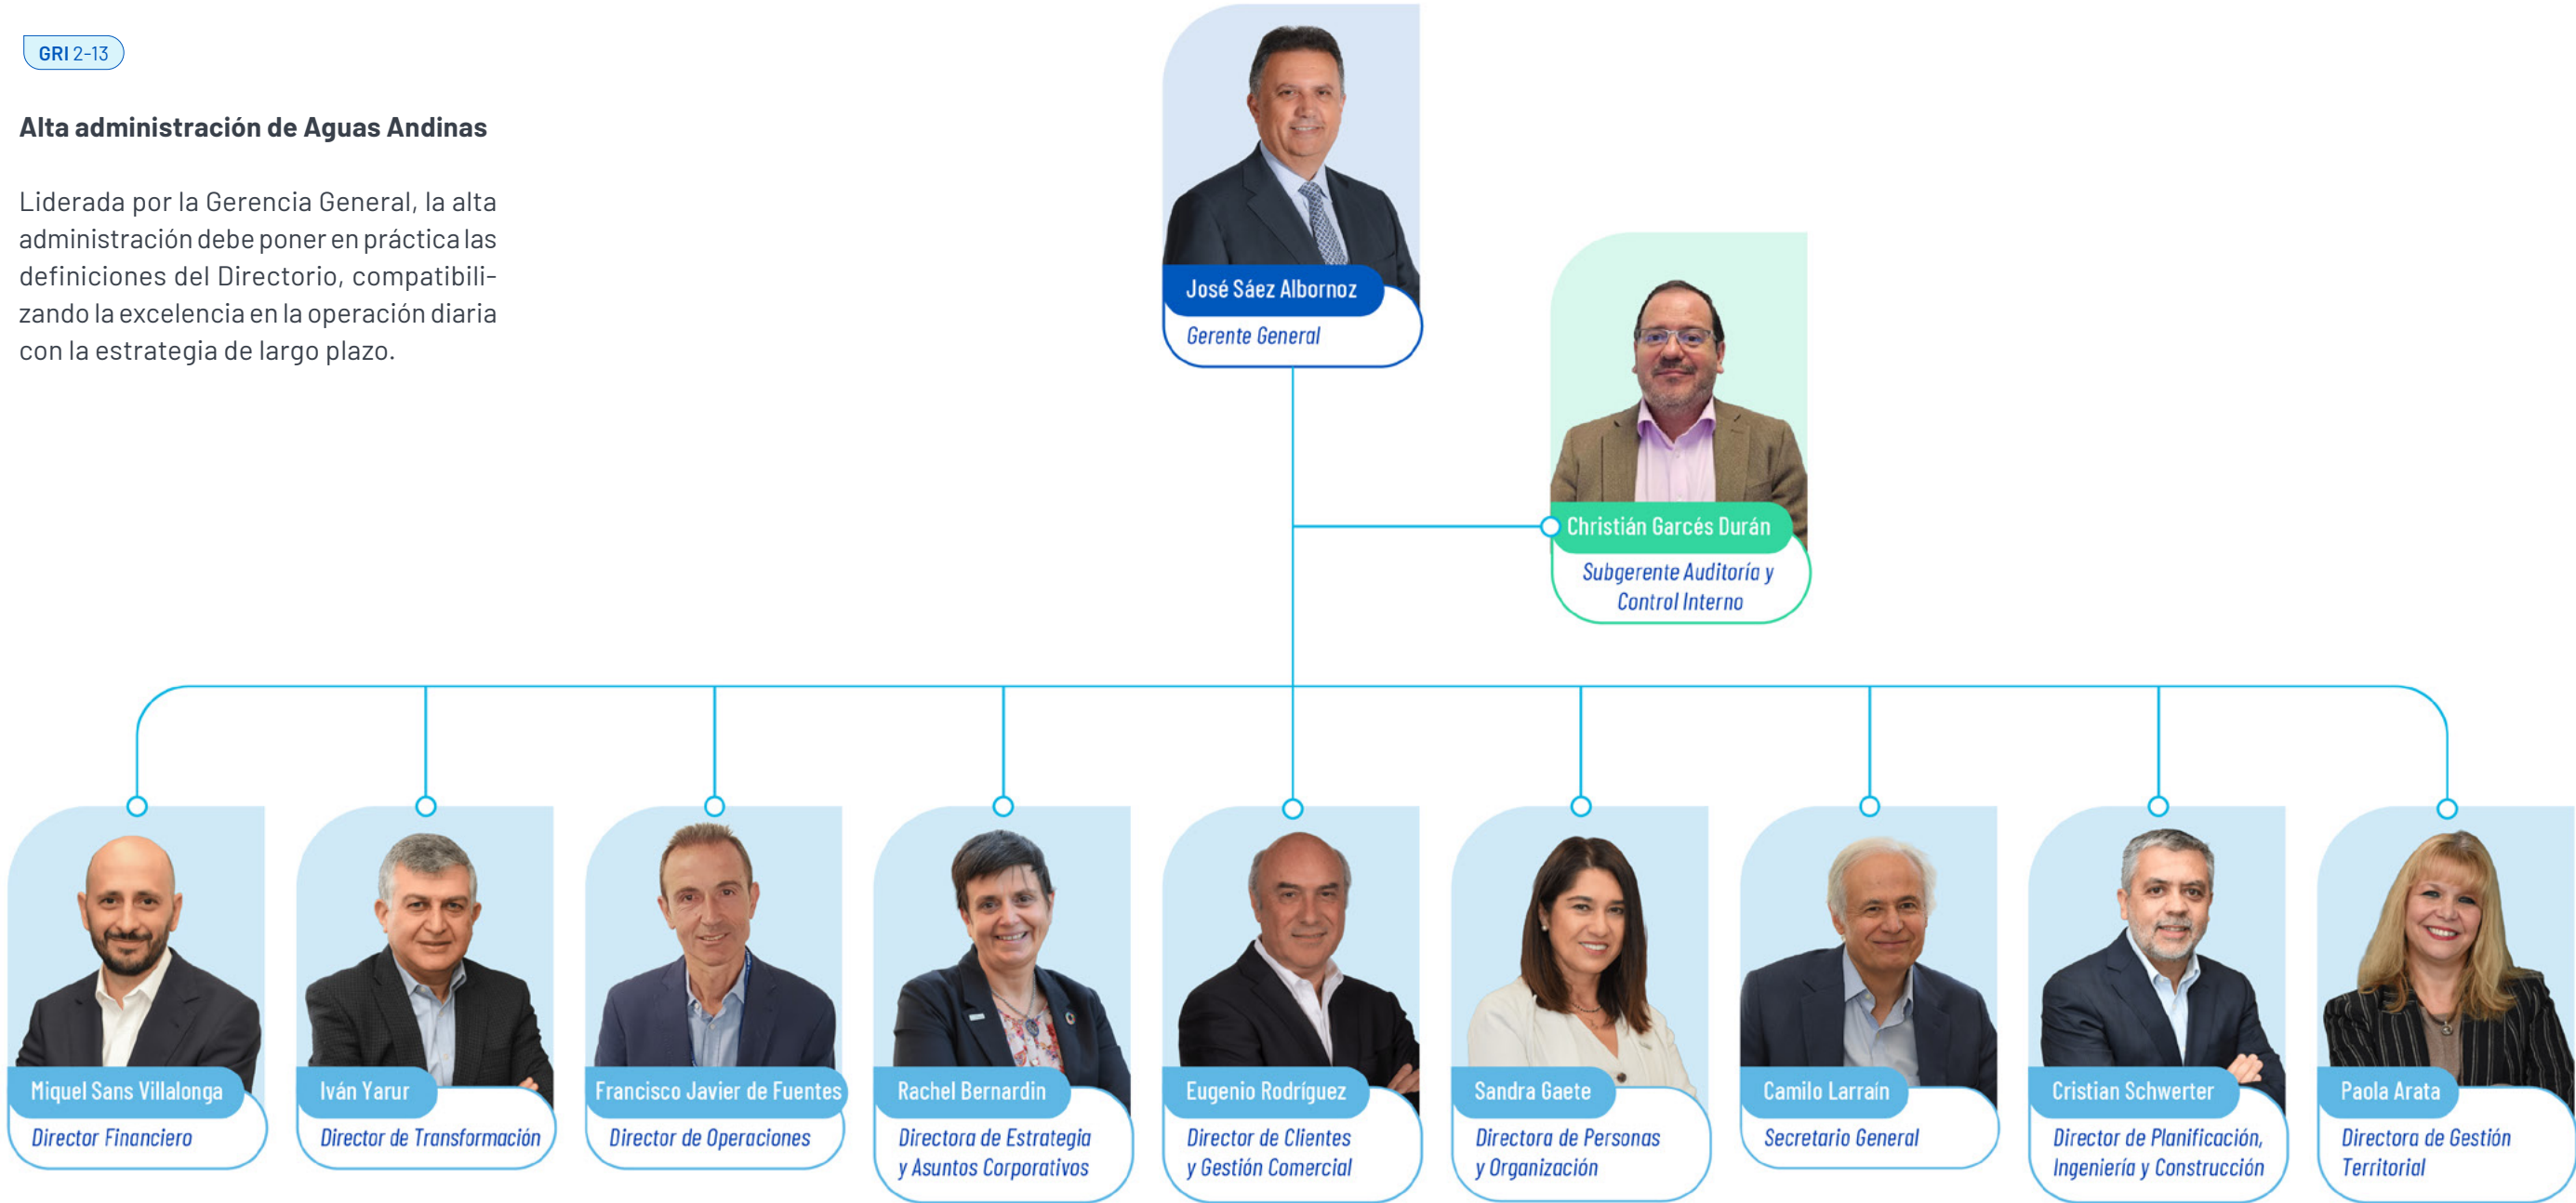 GRI 2-13
Alta administración de Aguas Andinas
Liderada por la Gerencia General, la alta
administración debe poner en práctica las
definiciones del Directorio, compatibili-
zando la excelencia en la operación diaria
con la estrategia de largo plazo.
José Sáez Albornoz
Gerente General
Christián Garcés Durán
Subgerente Auditoría y
Control Interno
Miquel Sans Villalonga
Director Financiero
Iván Yarur
Director de Transformación
Francisco Javier de Fuentes
Director de Operaciones
Rachel Bernardin
Directora de Estrategia
y Asuntos Corporativos
Eugenio Rodríguez
Director de Clientes
y Gestión Comercial
Sandra Gaete
Directora de Personas
y Organización
Camilo Larraín
Secretario General
Cristian Schwerter
Director de Planificación,
Ingeniería y Construcción
Paola Arata
Directora de Gestión
Territorial